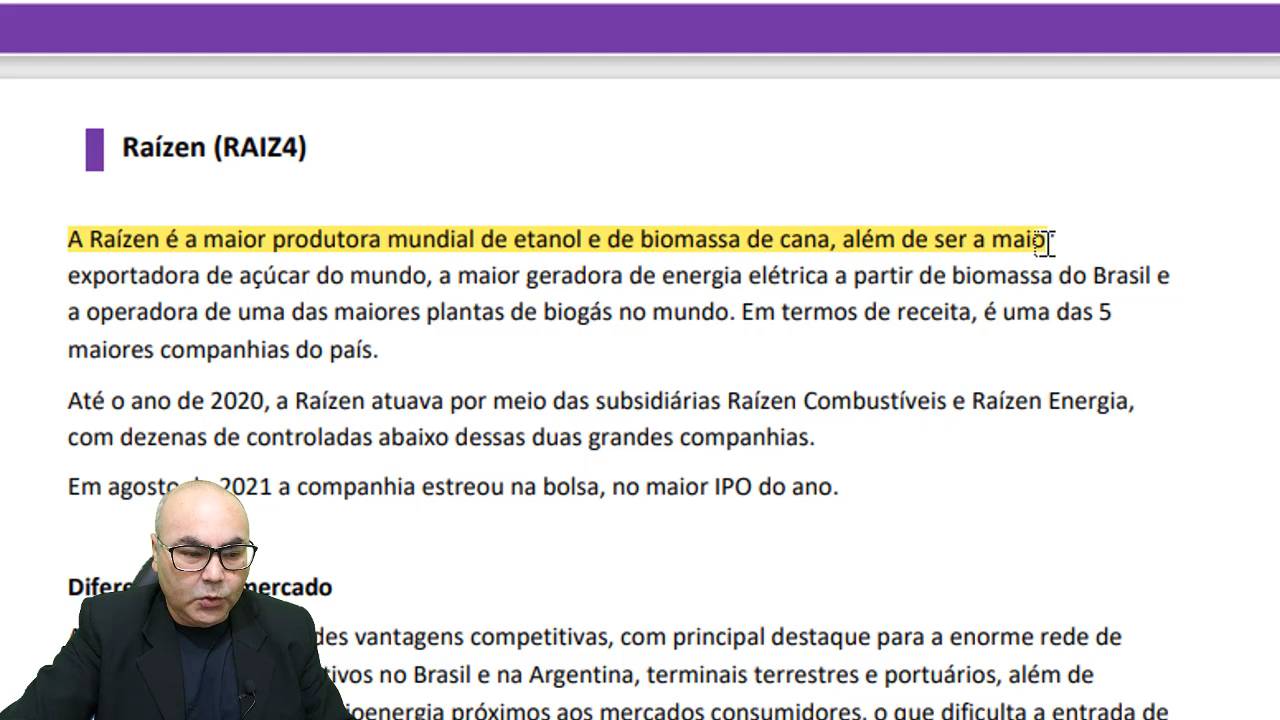 Raízen (RAIZ4)
A Raízen é a maior produtora mundial de etanol e de biomassa de cana, além de ser a maior
exportadora de açúcar do mundo, a maior geradora de energia elétrica a partir de biomassa do Brasil e
a operadora de uma das maiores plantas de biogás no mundo. Em termos de receita, é uma das 5
maiores companhias do país.
Até o ano de 2020, a Raízen atuava por meio das subsidiárias Raízen Combustíveis e Raízen Energia,
com dezenas de controladas abaixo dessas duas grandes companhias.
Em agosto de 2021 a companhia estreou na bolsa, no maior IPO do ano.
mercado
vantagens competitivas, com principal destaque para a enorme rede de
no Brasil e na Argentina, terminais terrestres e portuários, além de
próximos aos mercados consumidores, o que dificulta a entrada de